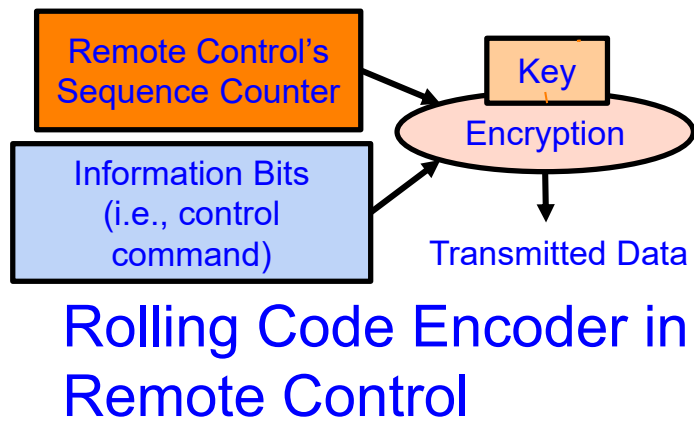 Remote Control's
Sequence Counter
Key
Encryption
Information Bits
(i.e., control
command)
Transmitted Data
Rolling Code Encoder in
Remote Control